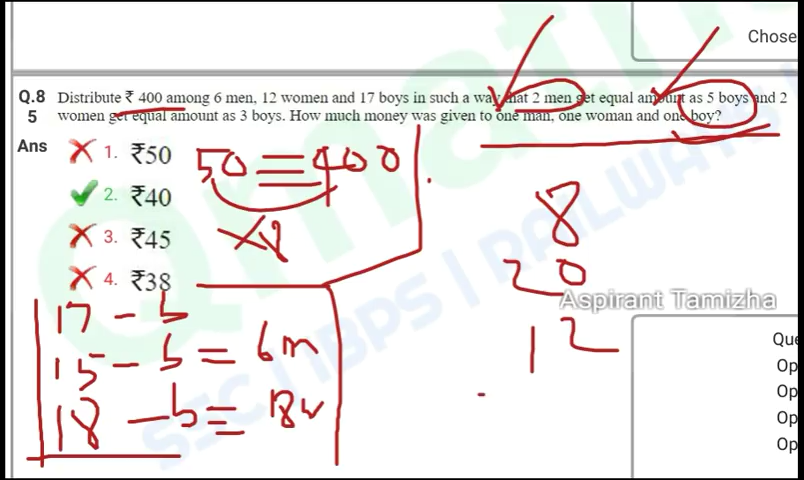 Chose
Q.8 Distribute ₹ 400 among 6 men, 12 women and 17 boys in such a way that 2 men get equal amount as 5 boys and 2
5 women get equal amount as 3 boys. How much money was given to one man, one woman and one boy?
Ans 1. ₹50
2. ₹40
3. ₹45
4. ₹38
50 = 400
×8
8
20
12
Aspirant Tamizha
17 - b
15 - b = 6m
18 - b = 18w
Que
Op
Op
Op
Op